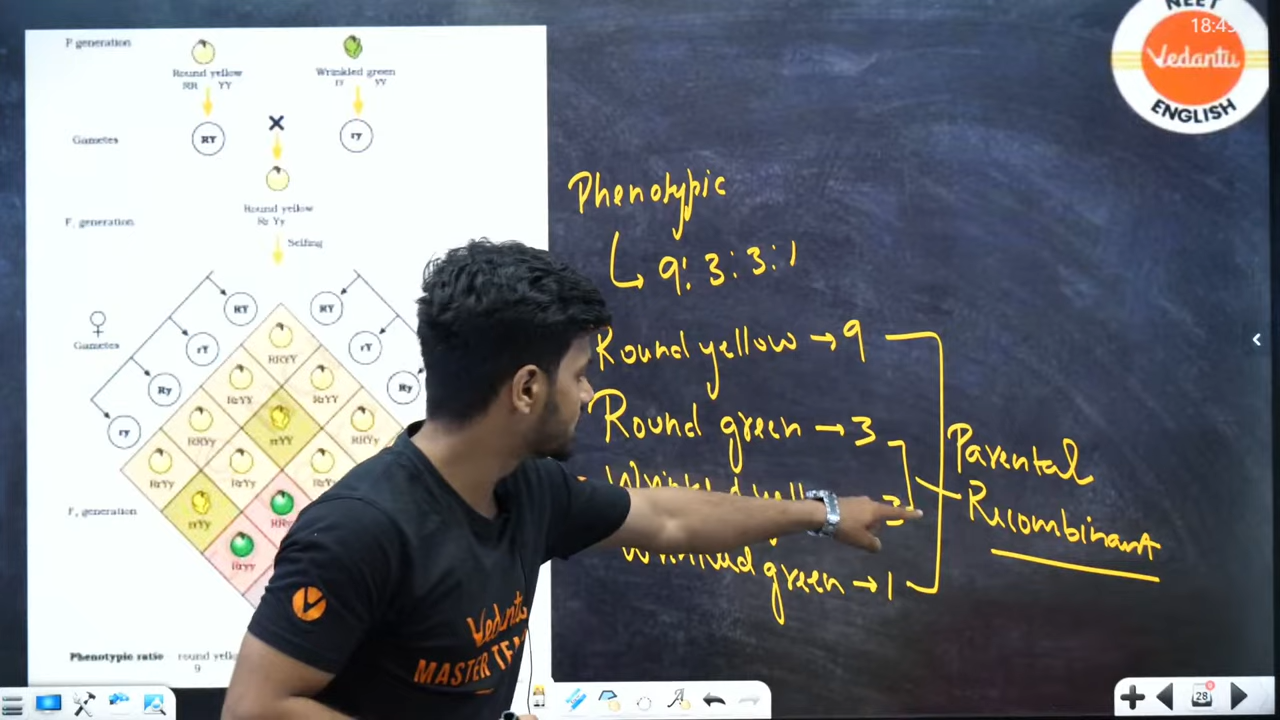 NEET
18:45
Vedantu
ENGLISH
P generation
Round yellow
RR YY
Wrinkled green
rr yy
Gametes
RY
ry
Round yellow
Rr Yy
F₁ generation
Selfing
♀
Gametes
RY
rY
Ry
ry
RY
rY
Ry
RRYY
RrYY
RrYY
RRYy
rrYY
RRYy
RrYy
RrYy
rrYy
Rryy
F₂ generation
Phenotypic ratio
9
Phenotypic
9:3:3:1
Round yellow → 9
Round green → 3
Parental
Recombinant
green → 1
Vedantu
MASTER
28